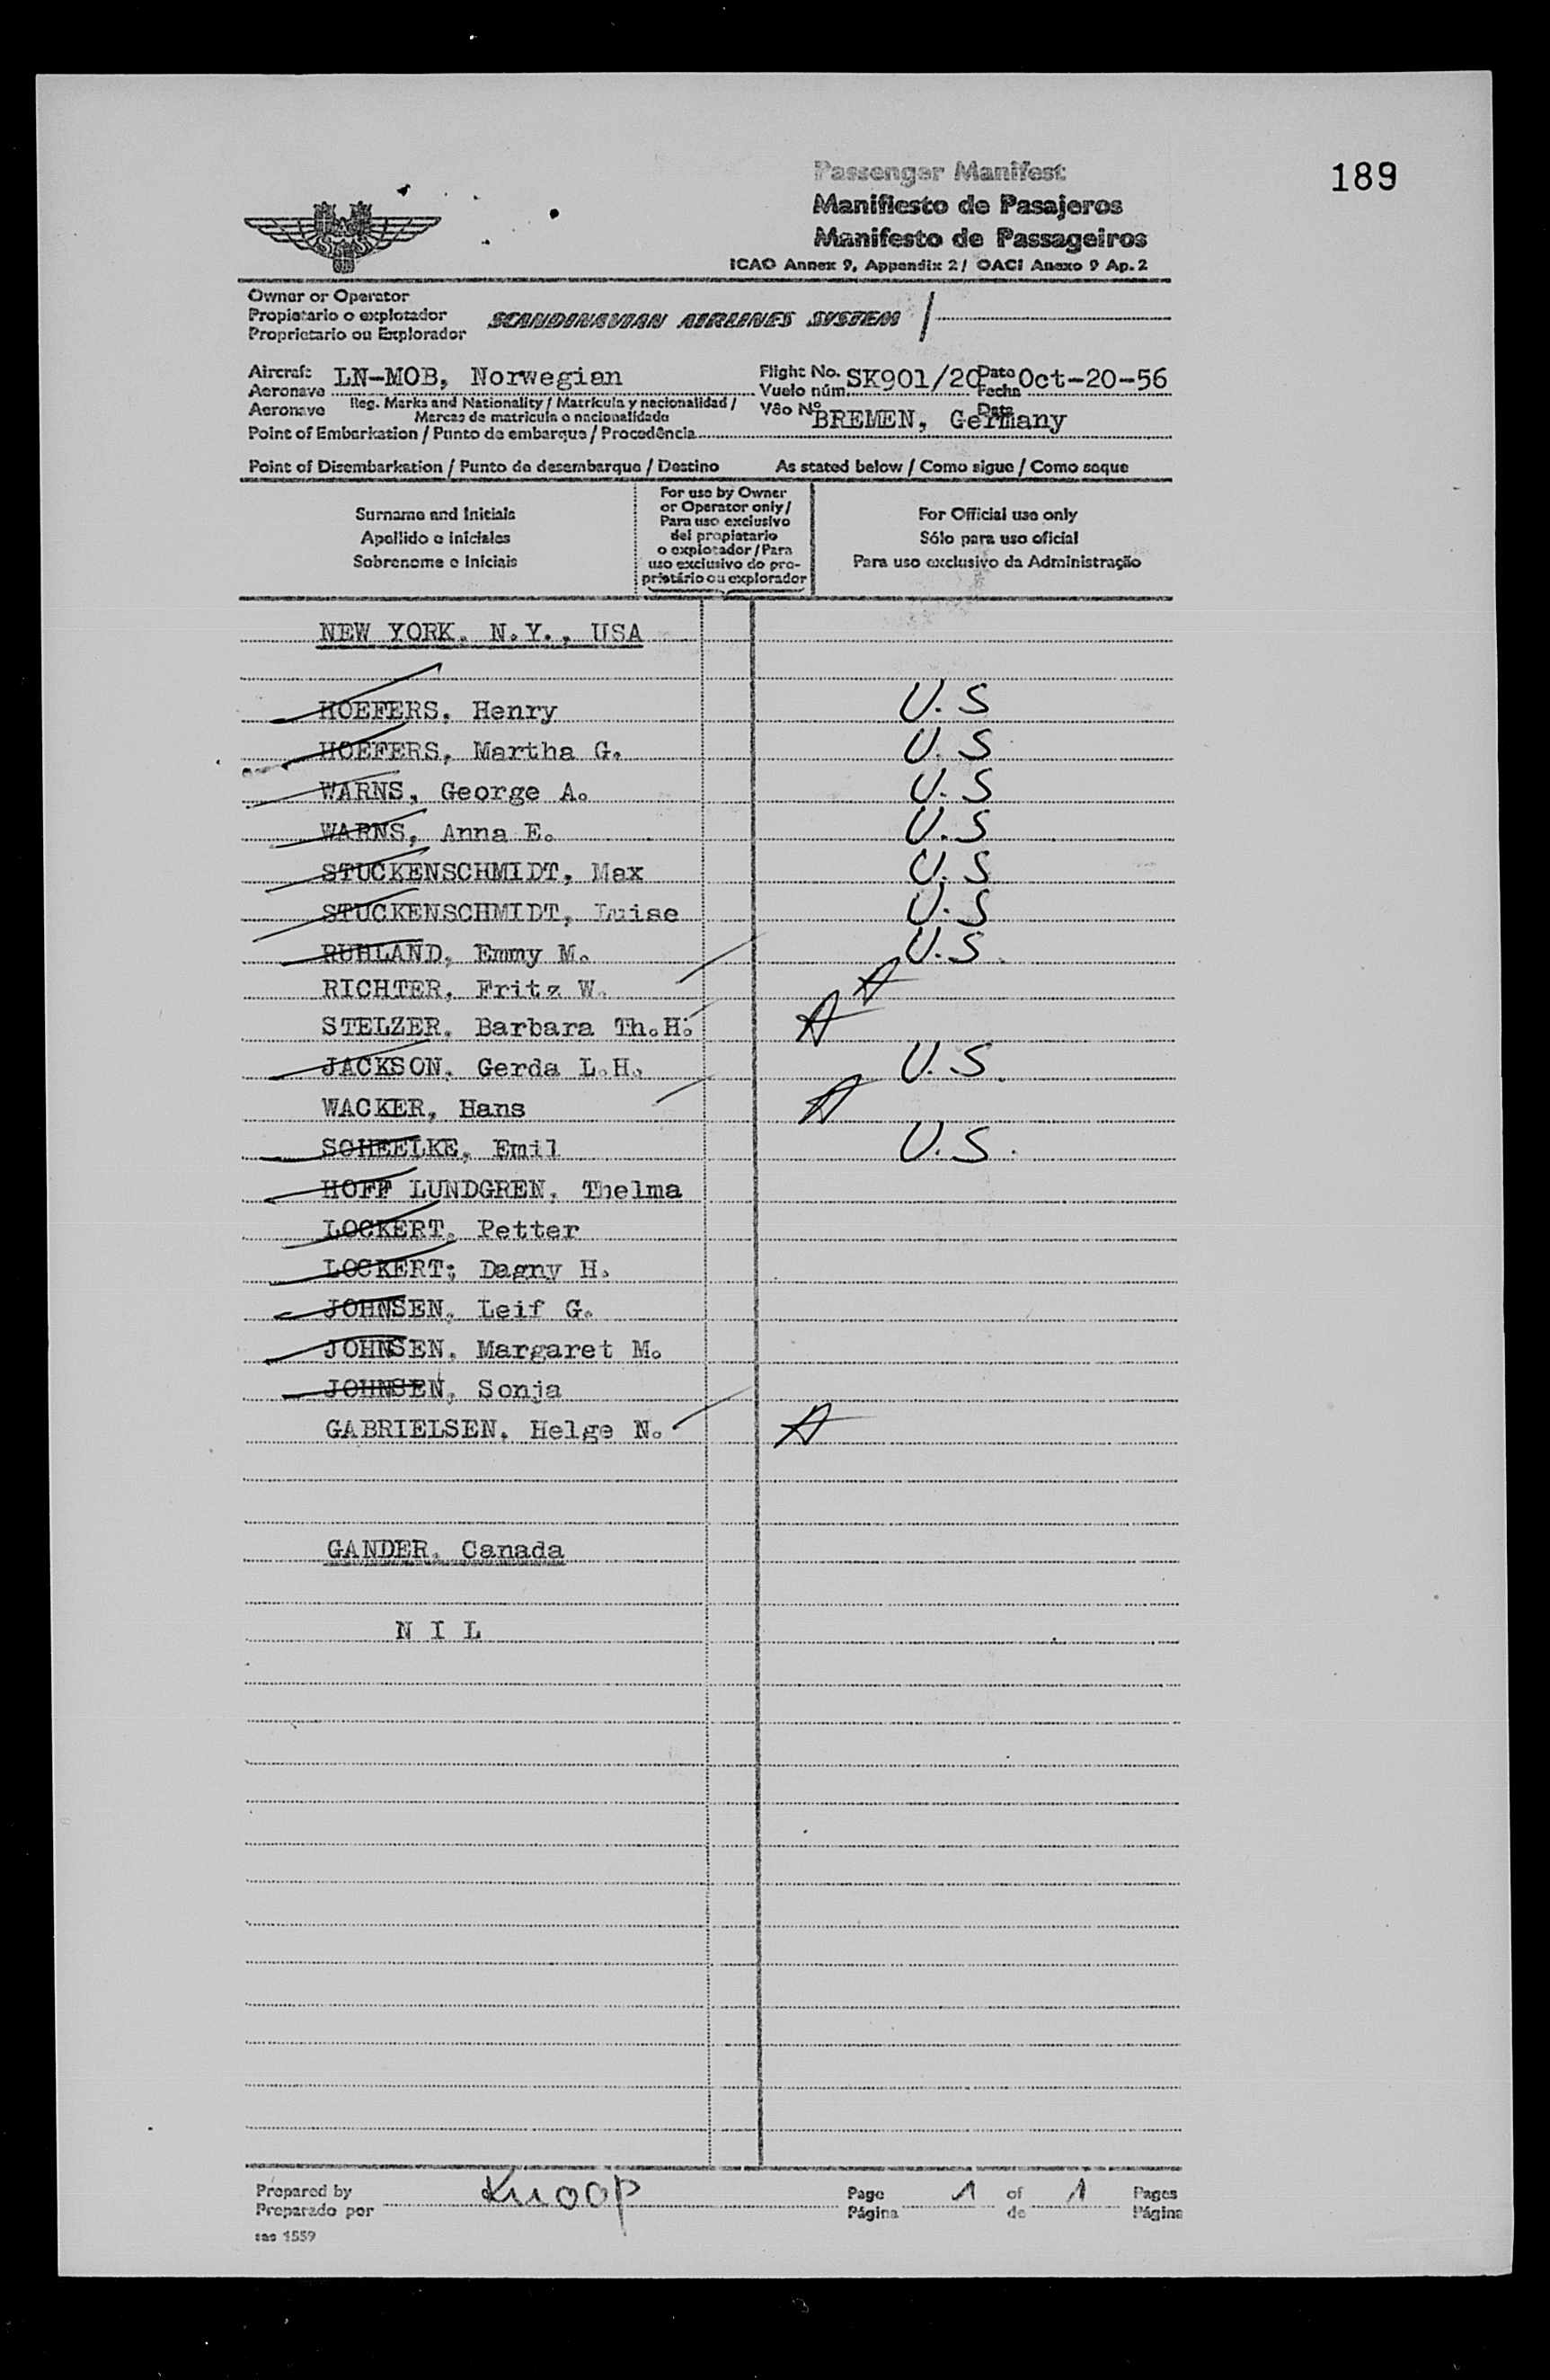 189
Passenger Manifest
Manifiesto de Pasajeros
Manifesto de Passageiros
ICAO Annex 9, Appendix 2 / OACI Anexo 9 Ap. 2
SAS
Owner or Operator
Propietario o explotador
Proprietario ou Explorador
SCANDINAVIAN AIRLINES SYSTEM /
Aircraft
Aeronave
Aeronave
LN-MOB, Norwegian
Reg. Marks and Nationality / Matrícula y nacionalidad /
Marcas de matricula e nacionalidade
Flight No.
Vuelo núm.
Vôo Nº
SK901/20
Date
Fecha
Data
Oct-20-56
Point of Embarkation / Punto de embarque / Procedência
BREMEN, Germany
Point of Disembarkation / Punto de desembarque / Destino
As stated below / Como sigue / Como seque
Surname and Initials
Apellido e Iniciales
Sobrenome e Iniciais
For use by Owner
or Operator only /
Para uso exclusivo
del propietario
o explotador / Para
uso exclusivo do pro-
prietário ou explorador
For Official use only
Sólo para uso oficial
Para uso exclusivo da Administração
NEW YORK, N.Y., USA
HOEFERS, Henry U.S
HOEFERS, Martha G. U.S
WARNS, George A. U.S
WARNS, Anna E. U.S
STUCKENSCHMIDT, Max U.S
STUCKENSCHMIDT, Luise U.S
RUHLAND, Emmy M. U.S.
RICHTER, Fritz W. A
STELZER, Barbara Th.H. A
JACKSON, Gerda L.H. U.S.
WACKER, Hans A
SCHEELKE, Emil U.S.
HOFF LUNDGREN, Thelma
LOCKERT, Petter
LOCKERT; Dagny H.
JOHNSEN, Leif G.
JOHNSEN, Margaret M.
JOHNSEN, Sonja
GABRIELSEN, Helge N. A
GANDER, Canada
N I L
Prepared by
Preparado por
Knoop
Page 1 of 1 Pages
Página de Página
sas 1559